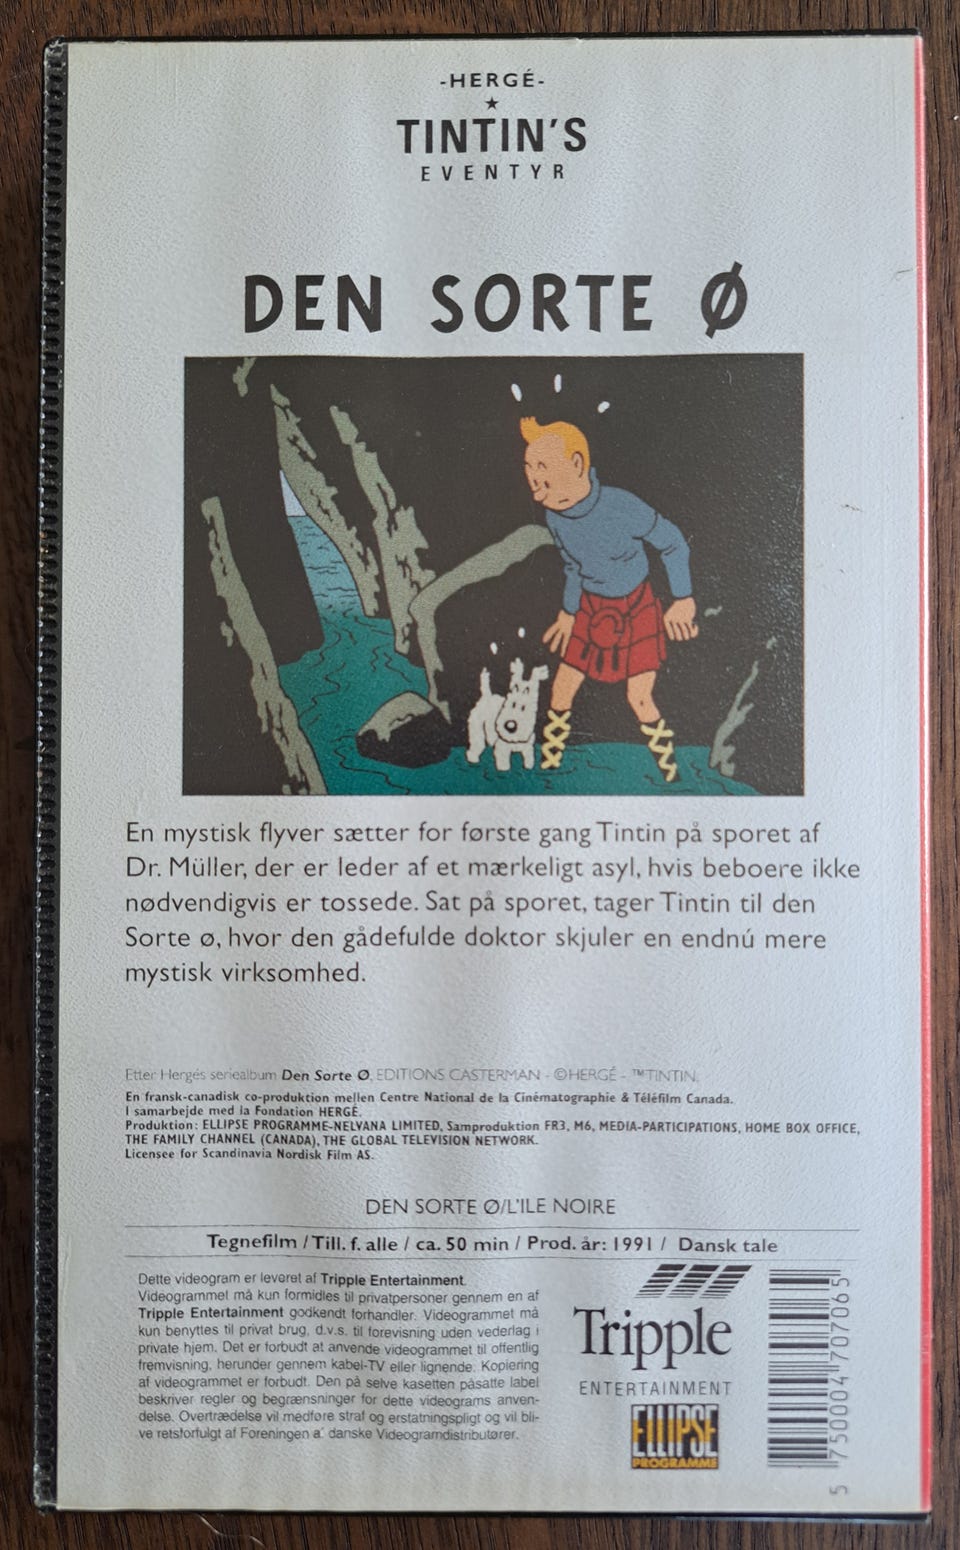 -HERGÉ-
TINTIN'S
EVENTYR
DEN SORTE Ø
En mystisk flyver sætter for første gang Tintin på sporet af
Dr. Müller, der er leder af et mærkeligt asyl, hvis beboere ikke
nødvendigvis er tossede. Sat på sporet, tager Tintin til den
Sorte ø, hvor den gådefulde doktor skjuler en endnú mere
mystisk virksomhed.
Etter Hergés seriealbum Den Sorte Ø, EDITIONS CASTERMAN - ©HERGÉ - ™TINTIN.
En fransk-canadisk co-produktion mellen Centre National de la Cinématographie & Téléfilm Canada.
I samarbejde med la Fondation HERGÉ.
Produktion: ELLIPSE PROGRAMME-NELVANA LIMITED, Samproduktion FR3, M6, MEDIA-PARTICIPATIONS, HOME BOX OFFICE,
THE FAMILY CHANNEL (CANADA), THE GLOBAL TELEVISION NETWORK.
Licensee for Scandinavia Nordisk Film AS.
DEN SORTE Ø/L'ILE NOIRE
Tegnefilm / Till. f. alle / ca. 50 min / Prod. år: 1991 / Dansk tale
Dette videogram er leveret af Tripple Entertainment.
Videogrammet må kun formidles til privatpersoner gennem en af
Tripple Entertainment godkendt forhandler. Videogrammet må
kun benyttes til privat brug, d.v.s. til forevisning uden vederlag i
private hjem. Det er forbudt at anvende videogrammet til offentlig
fremvisning, herunder gennem kabel-TV eller lignende. Kopiering
af videogrammet er forbudt. Den på selve kasetten påsatte label
beskriver regler og begrænsninger for dette videograms anven-
delse. Overtrædelse vil medføre straf og erstatningspligt og vil bli-
ve retsforfulgt af Foreningen af danske Videogramdistributører.
Tripple
ENTERTAINMENT
ELLIPSE
PROGRAMME
5 750004 707065